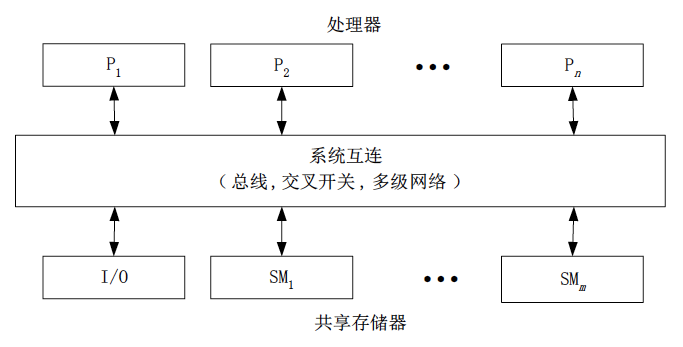 处理器
P1 P2 ••• Pn
系统互连
（总线,交叉开关,多级网络）
I/O SM1 ••• SMm
共享存储器